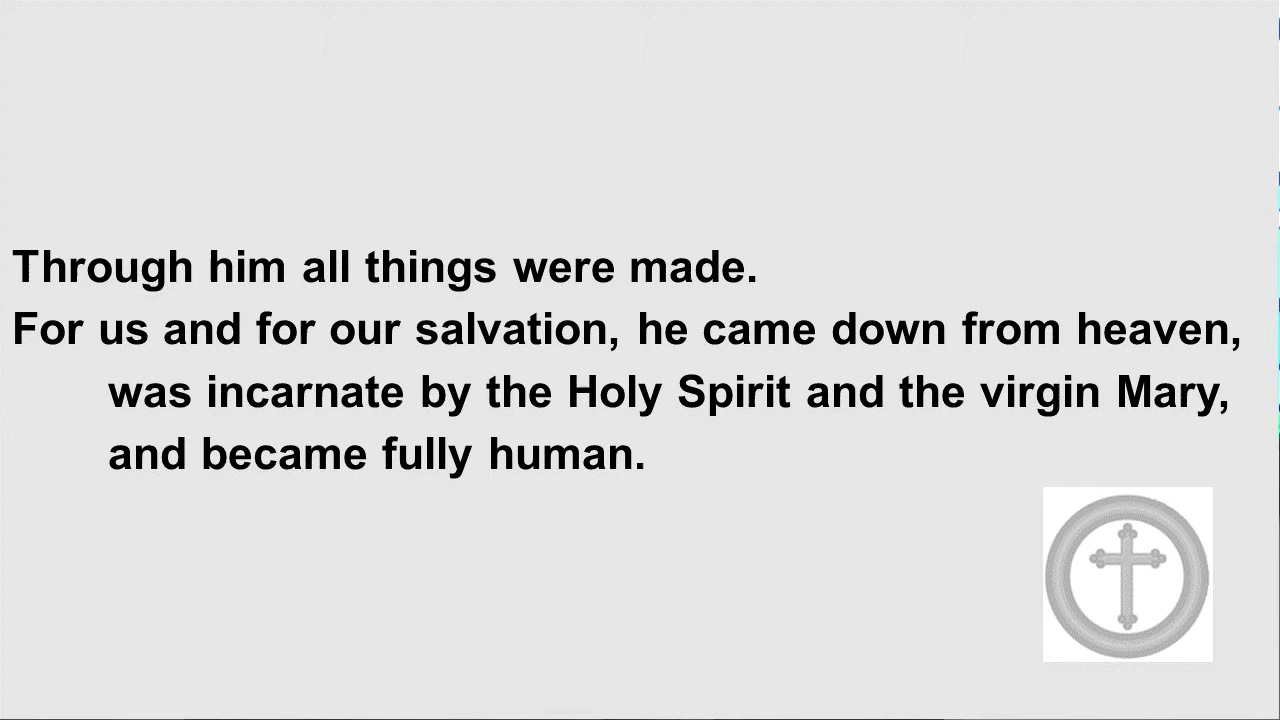 Through him all things were made.
For us and for our salvation, he came down from heaven,
was incarnate by the Holy Spirit and the virgin Mary,
and became fully human.